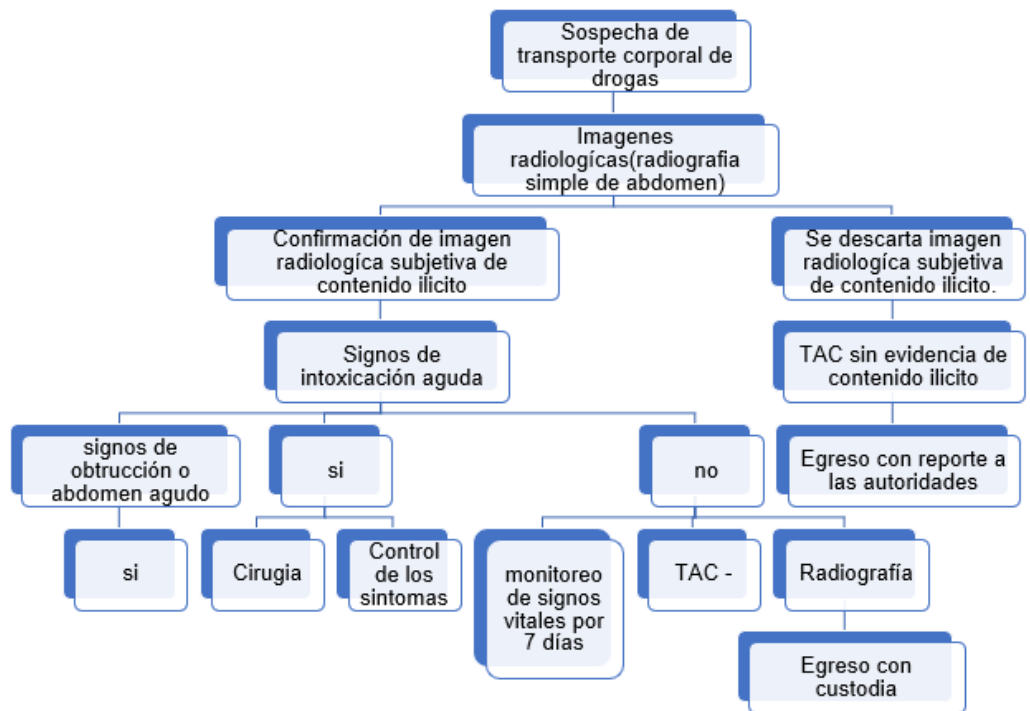 Sospecha de
transporte corporal de
drogas
Imagenes
radiologícas(radiografia
simple de abdomen)
Confirmación de imagen
radiologíca subjetiva de
contenido ilicito
Se descarta imagen
radiologíca subjetiva
de contenido ilicito.
Signos de
intoxicación aguda
TAC sin evidencia de
contenido ilicito
signos de
obtrucción o
abdomen agudo
si
no
Egreso con reporte a
las autoridades
si
Cirugia
Control
de los
sintomas
monitoreo
de signos
vitales por
7 días
TAC -
Radiografía
Egreso con
custodia